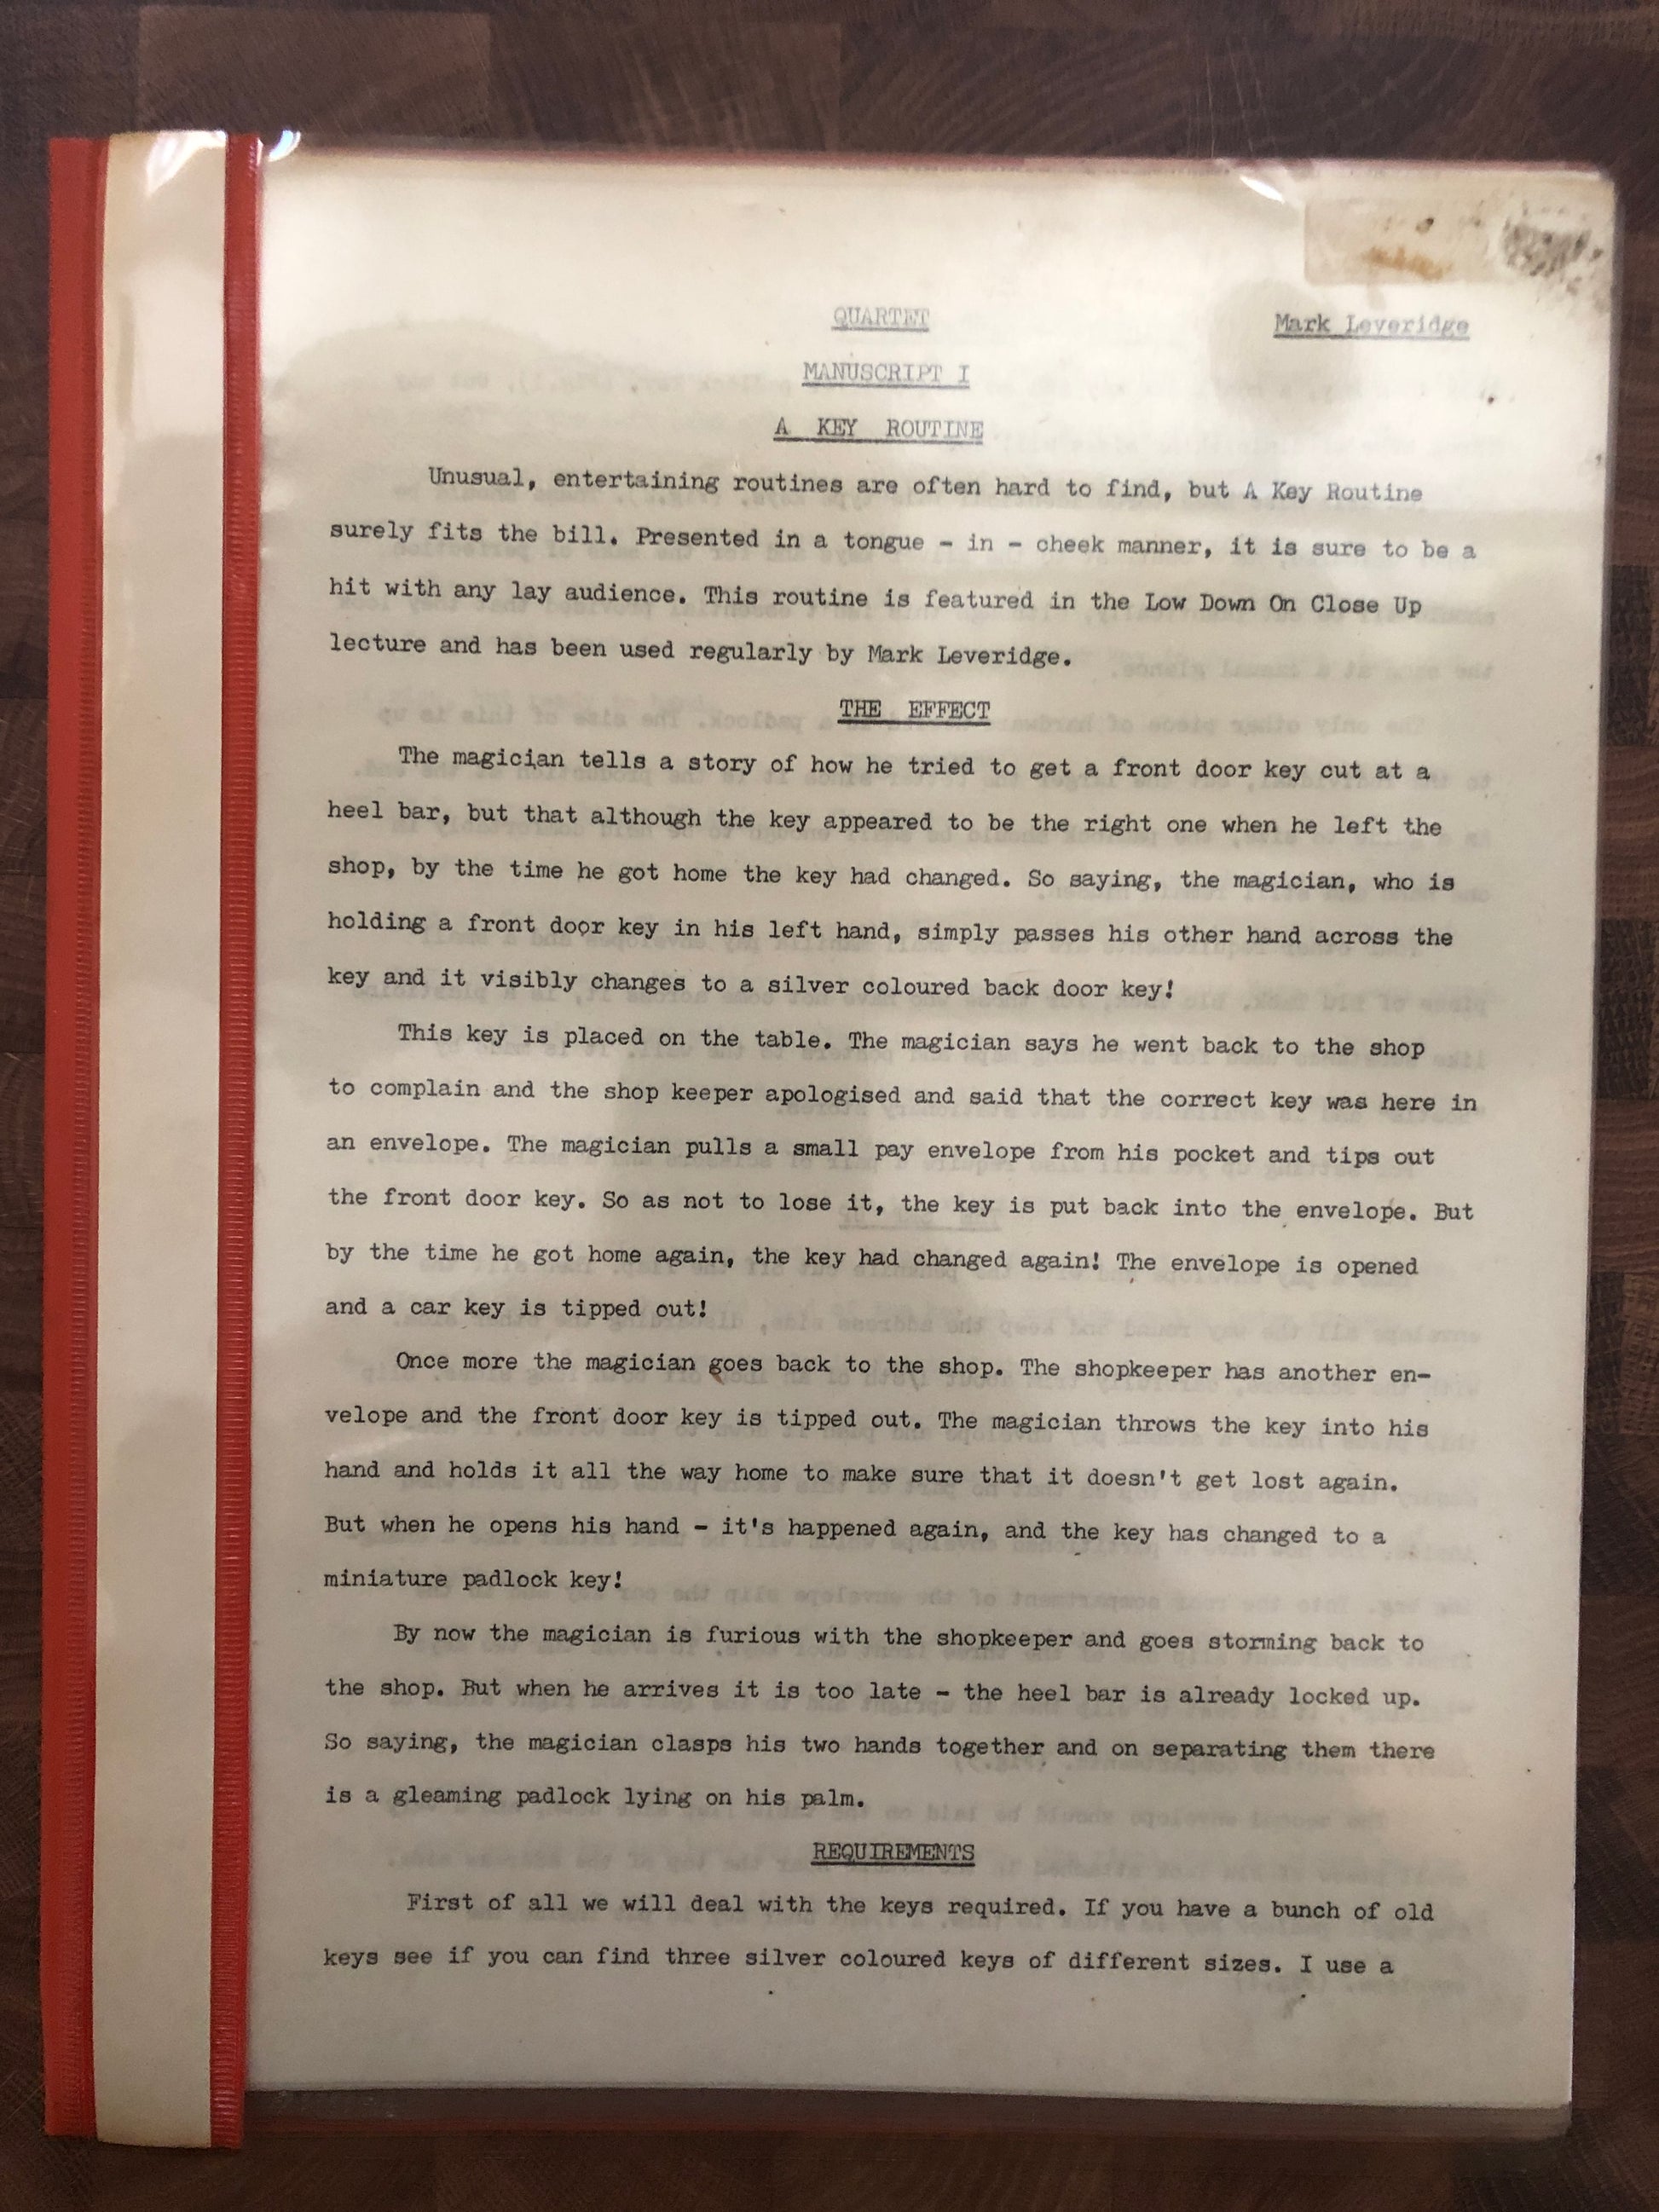 QUARTET
Mark Leveridge
MANUSCRIPT I
A KEY ROUTINE
Unusual, entertaining routines are often hard to find, but A Key Routine
surely fits the bill. Presented in a tongue - in - cheek manner, it is sure to be a
hit with any lay audience. This routine is featured in the Low Down On Close Up
lecture and has been used regularly by Mark Leveridge.
THE EFFECT
The magician tells a story of how he tried to get a front door key cut at a
heel bar, but that although the key appeared to be the right one when he left the
shop, by the time he got home the key had changed. So saying, the magician, who is
holding a front door key in his left hand, simply passes his other hand across the
key and it visibly changes to a silver coloured back door key!
This key is placed on the table. The magician says he went back to the shop
to complain and the shop keeper apologised and said that the correct key was here in
an envelope. The magician pulls a small pay envelope from his pocket and tips out
the front door key. So as not to lose it, the key is put back into the envelope. But
by the time he got home again, the key had changed again! The envelope is opened
and a car key is tipped out!
Once more the magician goes back to the shop. The shopkeeper has another en-
velope and the front door key is tipped out. The magician throws the key into his
hand and holds it all the way home to make sure that it doesn't get lost again.
But when he opens his hand - it's happened again, and the key has changed to a
miniature padlock key!
By now the magician is furious with the shopkeeper and goes storming back to
the shop. But when he arrives it is too late - the heel bar is already locked up.
So saying, the magician clasps his two hands together and on separating them there
is a gleaming padlock lying on his palm.
REQUIREMENTS
First of all we will deal with the keys required. If you have a bunch of old
keys see if you can find three silver coloured keys of different sizes. I use a